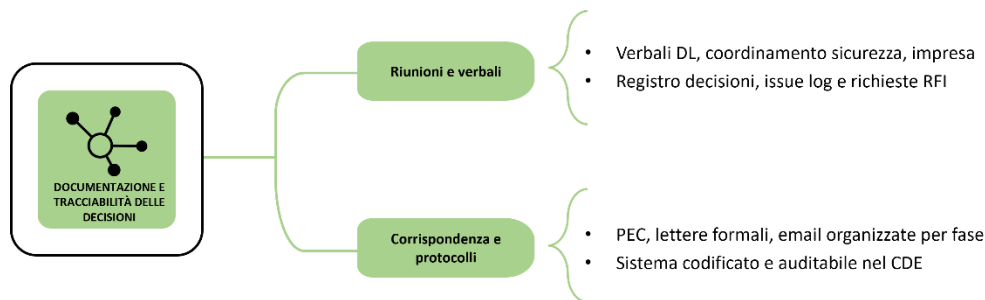 DOCUMENTAZIONE E
TRACCIABILITÀ DELLE
DECISIONI
Riunioni e verbali
• Verbali DL, coordinamento sicurezza, impresa
• Registro decisioni, issue log e richieste RFI
Corrispondenza e
protocolli
• PEC, lettere formali, email organizzate per fase
• Sistema codificato e auditabile nel CDE